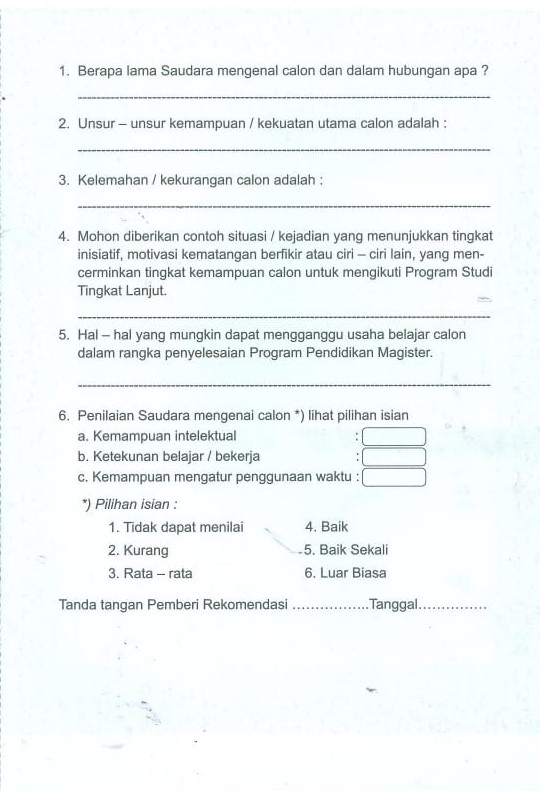 1. Berapa lama Saudara mengenal calon dan dalam hubungan apa ?
2. Unsur – unsur kemampuan / kekuatan utama calon adalah :
3. Kelemahan / kekurangan calon adalah :
4. Mohon diberikan contoh situasi / kejadian yang menunjukkan tingkat
inisiatif, motivasi kematangan berfikir atau ciri – ciri lain, yang men-
cerminkan tingkat kemampuan calon untuk mengikuti Program Studi
Tingkat Lanjut.
5. Hal – hal yang mungkin dapat mengganggu usaha belajar calon
dalam rangka penyelesaian Program Pendidikan Magister.
6. Penilaian Saudara mengenai calon *) lihat pilihan isian
a. Kemampuan intelektual :
b. Ketekunan belajar / bekerja :
c. Kemampuan mengatur penggunaan waktu :
*) Pilihan isian :
1. Tidak dapat menilai 4. Baik
2. Kurang 5. Baik Sekali
3. Rata – rata 6. Luar Biasa
Tanda tangan Pemberi Rekomendasi .................Tanggal...............